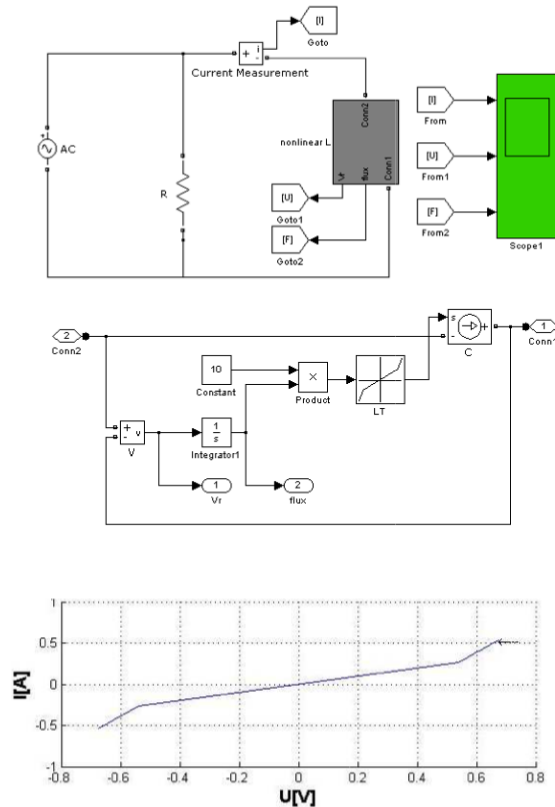 [I]
Goto
+ i
-
Current Measurement
Conn2
nonlinear L
Vr
flux
Conn1
AC
R
[U]
Goto1
[F]
Goto2
[I]
From
[U]
From1
[F]
From2
Scope1
2
Conn2
10
Constant
×
Product
LT
s
-
+
C
1
Conn1
+
-
v
V
1
s
Integrator1
1
Vr
2
flux
1
0.5
0
-0.5
-1
I[A]
-0.8 -0.6 -0.4 -0.2 0 0.2 0.4 0.6 0.8
U[V]